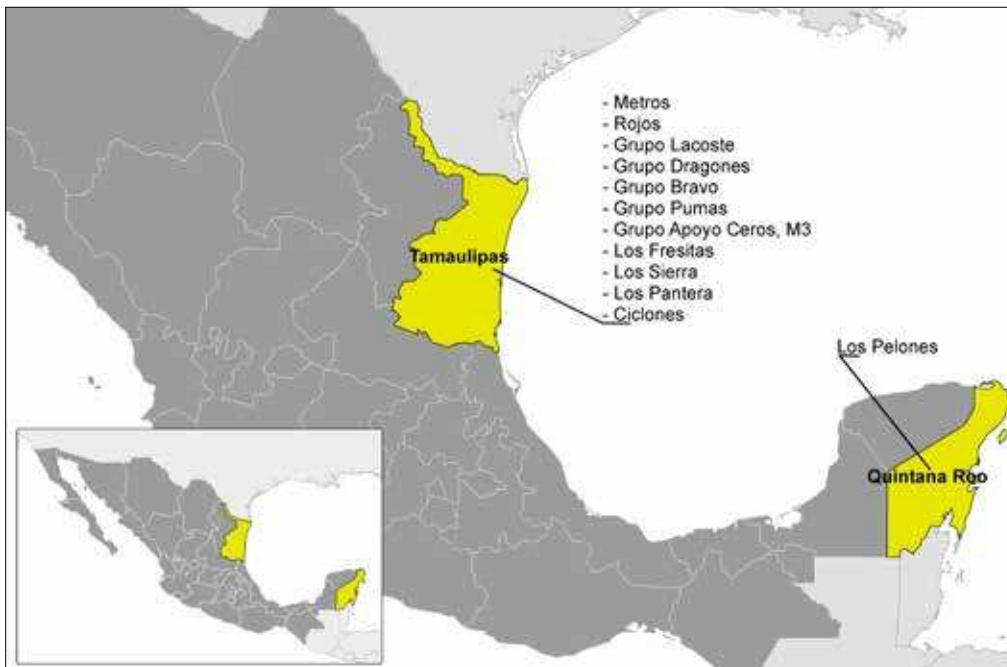 - Metros
- Rojos
- Grupo Lacoste
- Grupo Dragones
- Grupo Bravo
- Grupo Pumas
- Grupo Apoyo Ceros, M3
- Los Fresitas
- Los Sierra
- Los Pantera
- Ciclones
Tamaulipas
Los Pelones
Quintana Roo